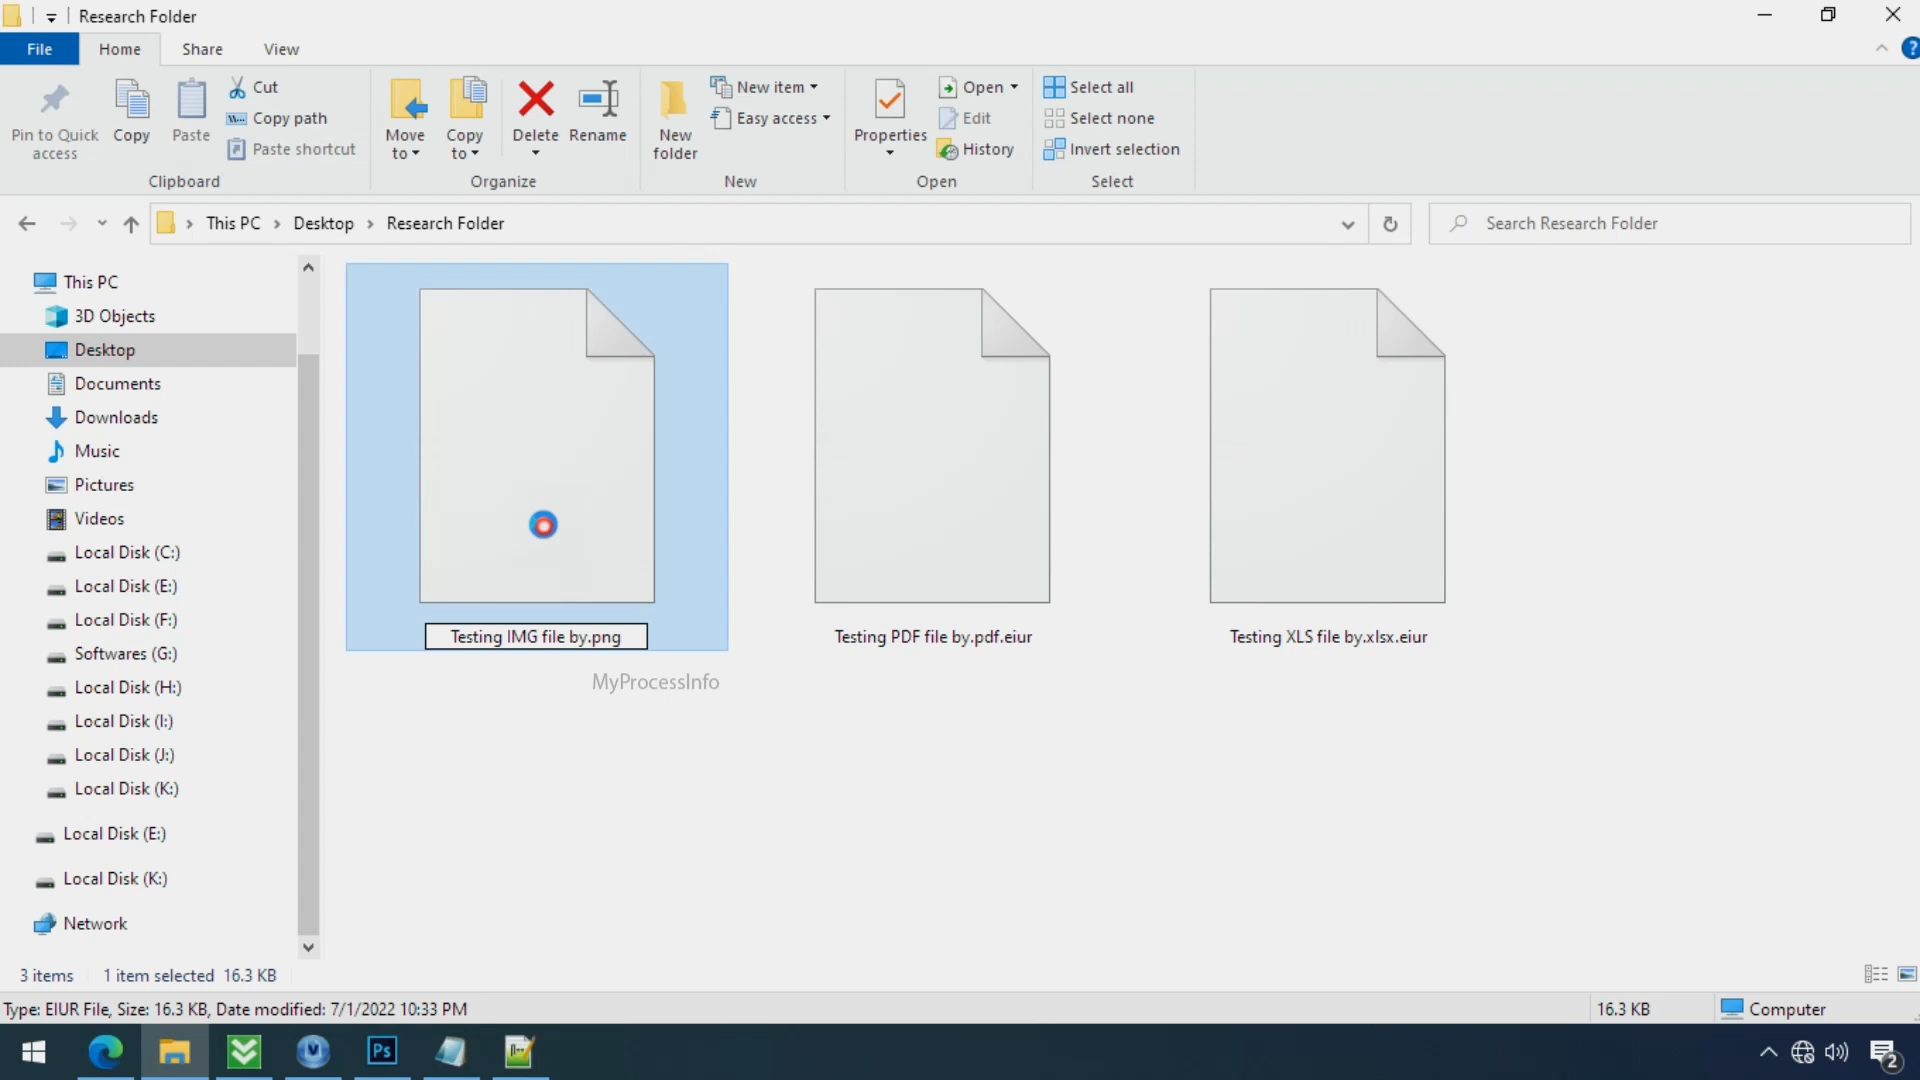 Research Folder
File
Home
Share
View
Pin to Quick access
Copy
Paste
Cut
Copy path
Paste shortcut
Clipboard
Move to
Copy to
Delete
Rename
Organize
New folder
New item
Easy access
New
Properties
Open
Edit
History
Open
Select all
Select none
Invert selection
Select
This PC
Desktop
Research Folder
Search Research Folder
This PC
3D Objects
Desktop
Documents
Downloads
Music
Pictures
Videos
Local Disk (C:)
Local Disk (E:)
Local Disk (F:)
Softwares (G:)
Local Disk (H:)
Local Disk (I:)
Local Disk (J:)
Local Disk (K:)
Local Disk (E:)
Local Disk (K:)
Network
Testing IMG file by.png
Testing PDF file by.pdf.eiur
Testing XLS file by.xlsx.eiur
MyProcessInfo
3 items
1 item selected 16.3 KB
Type: EIUR File, Size: 16.3 KB, Date modified: 7/1/2022 10:33 PM
16.3 KB
Computer
Ps
2